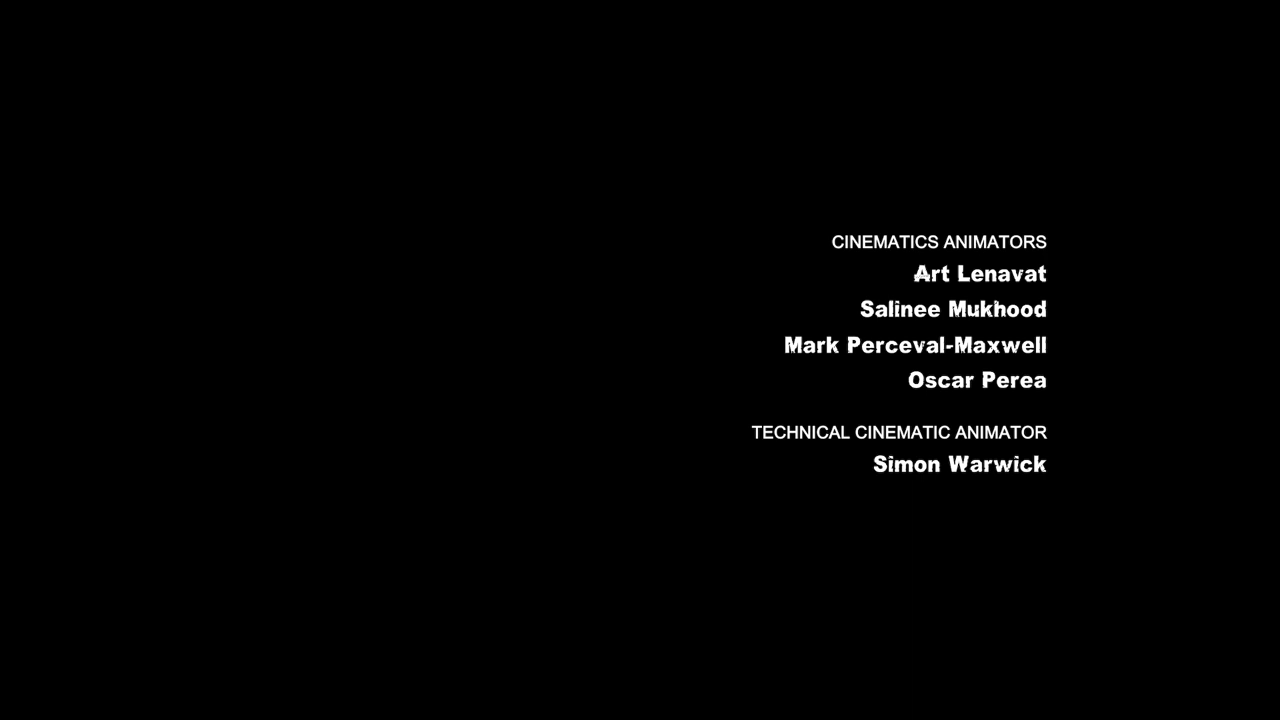 CINEMATICS ANIMATORS
Art Lenavat
Salinee Mukhood
Mark Perceval-Maxwell
Oscar Perea
TECHNICAL CINEMATIC ANIMATOR
Simon Warwick